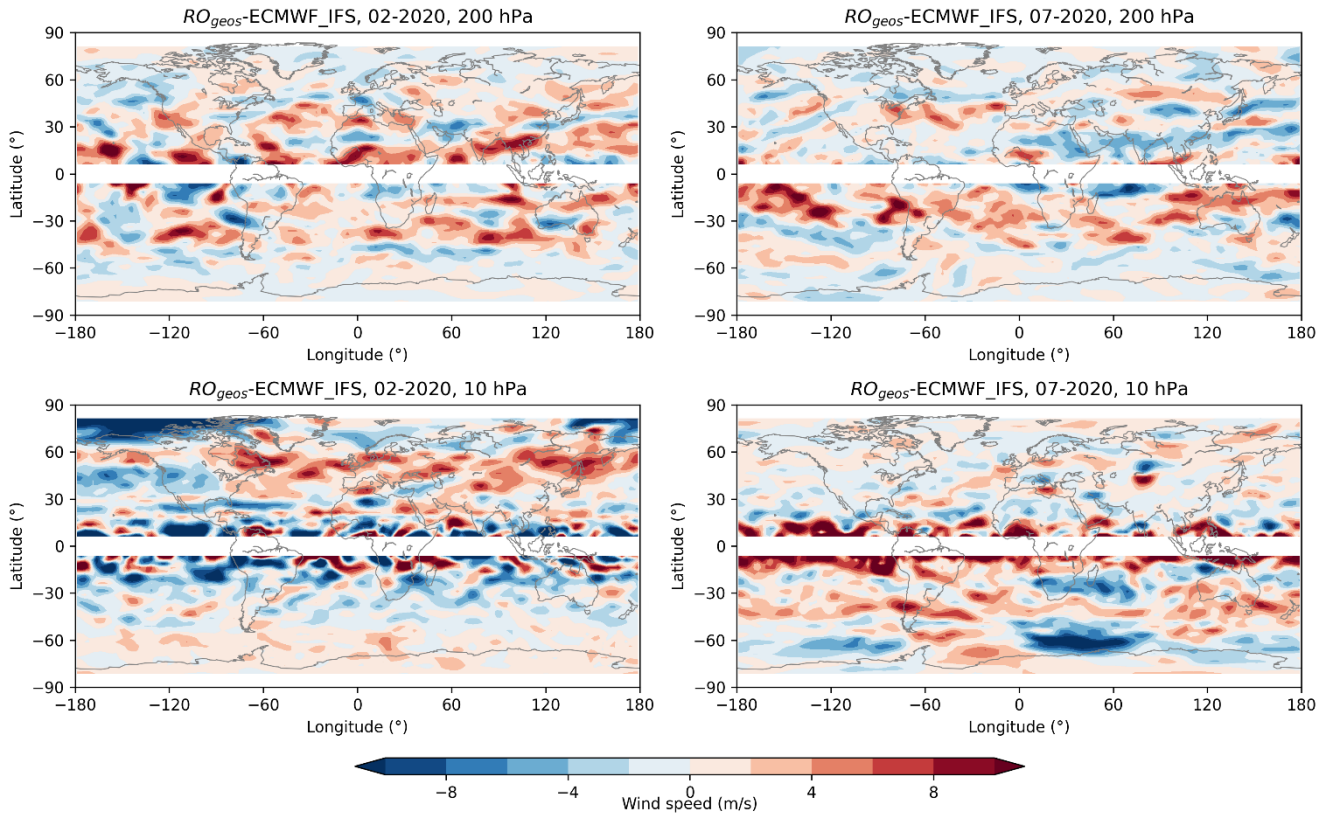 RO_geos-ECMWF_IFS, 02-2020, 200 hPa
90
60
30
0
−30
−60
−90
Latitude (°)
−180 −120 −60 0 60 120 180
Longitude (°)
RO_geos-ECMWF_IFS, 07-2020, 200 hPa
90
60
30
0
−30
−60
−90
Latitude (°)
−180 −120 −60 0 60 120 180
Longitude (°)
RO_geos-ECMWF_IFS, 02-2020, 10 hPa
90
60
30
0
−30
−60
−90
Latitude (°)
−180 −120 −60 0 60 120 180
Longitude (°)
RO_geos-ECMWF_IFS, 07-2020, 10 hPa
90
60
30
0
−30
−60
−90
Latitude (°)
−180 −120 −60 0 60 120 180
Longitude (°)
−8 −4 0 4 8
Wind speed (m/s)